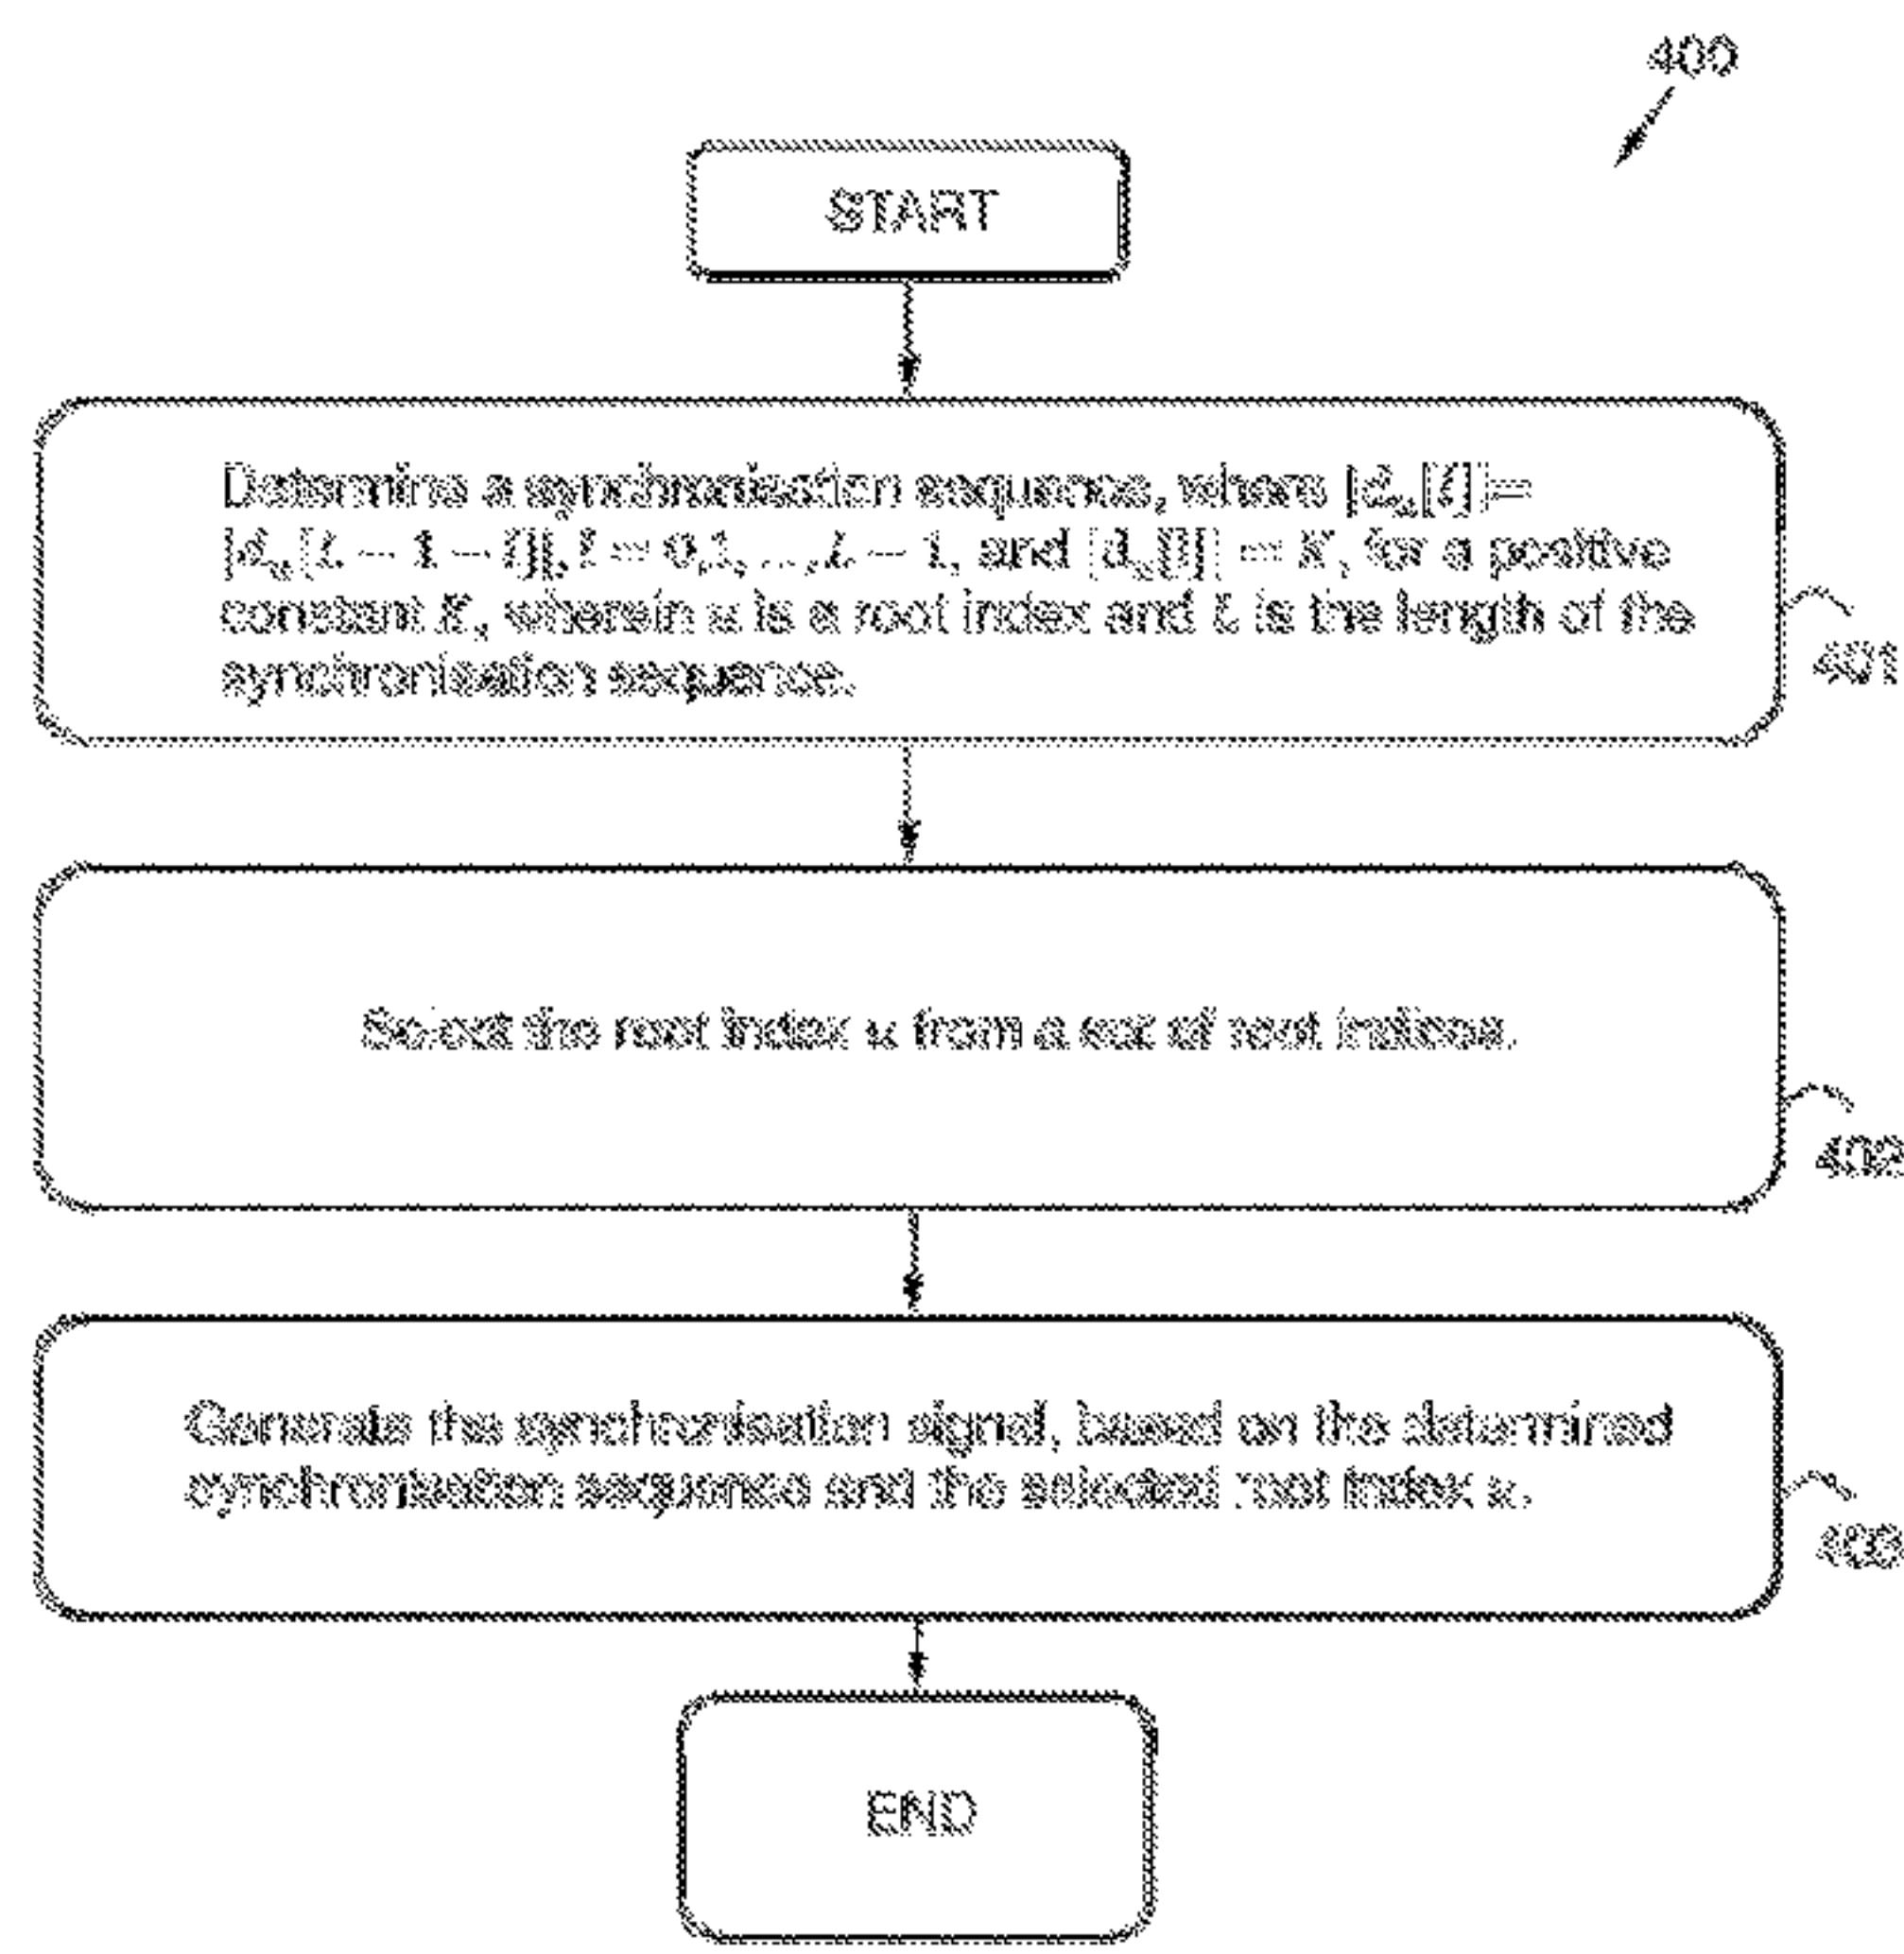 400
START
Determine a synchronisation sequence, where |d_u[l]| =
|d_u[L − 1 − l]|, l = 0,1, ..., L − 1, and |d_u[l]| = K, for a positive
constant K, wherein u is a root index and L is the length of the
synchronisation sequence.
401
Select the root index u from a set of root indices.
402
Generate the synchronisation signal, based on the determined
synchronisation sequence and the selected root index u.
403
END